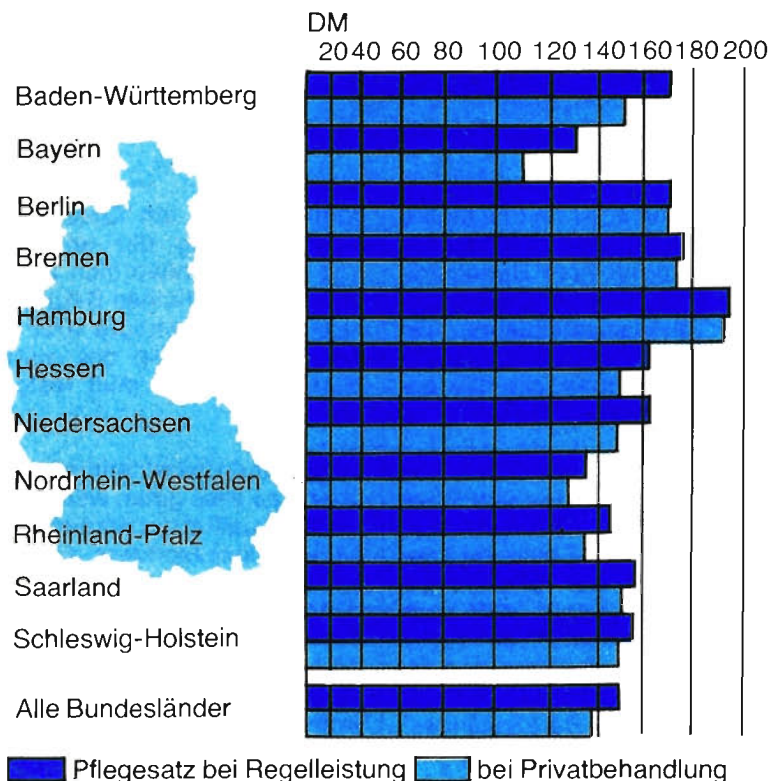 DM
20 40 60 80 100 120 140 160 180 200
Baden-Württemberg
Bayern
Berlin
Bremen
Hamburg
Hessen
Niedersachsen
Nordrhein-Westfalen
Rheinland-Pfalz
Saarland
Schleswig-Holstein
Alle Bundesländer
Pflegesatz bei Regelleistung bei Privatbehandlung